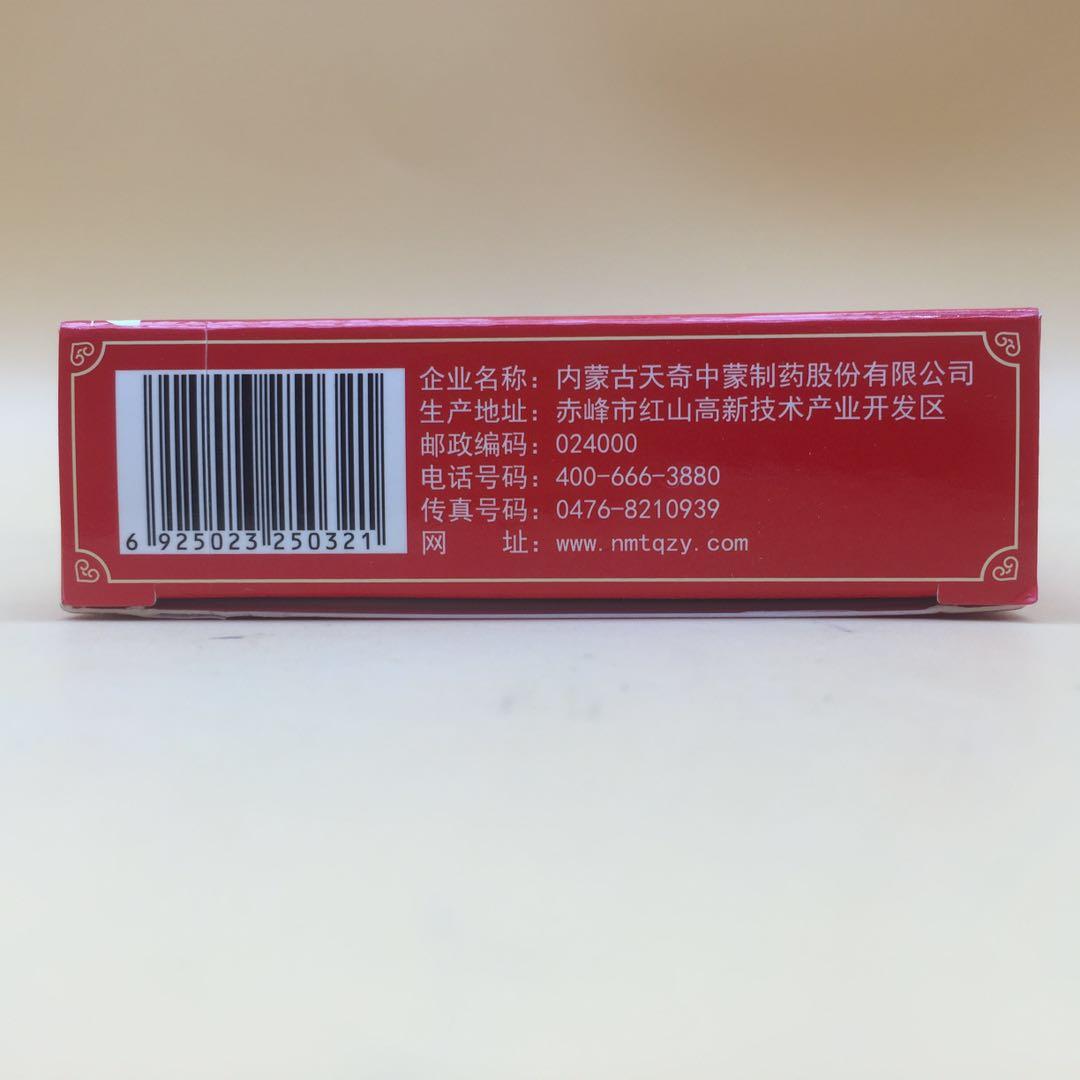 企业名称：内蒙古天奇中蒙制药股份有限公司
生产地址：赤峰市红山高新技术产业开发区
邮政编码：024000
电话号码：400-666-3880
传真号码：0476-8210939
网　　址：www.nmtqzy.com
6 925023 250321